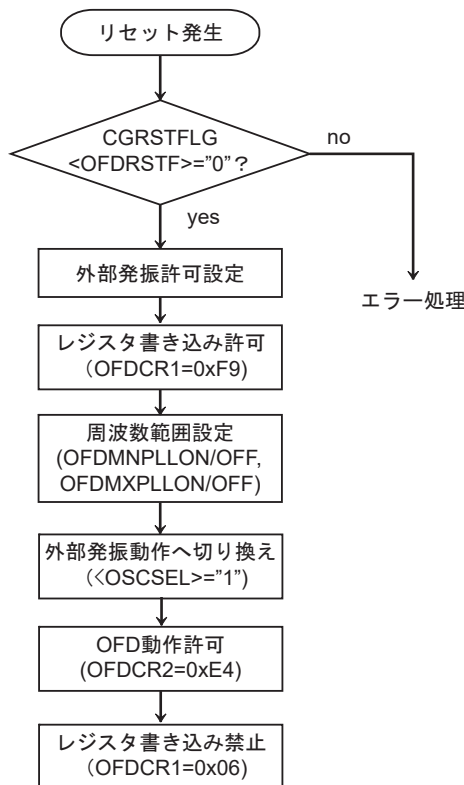 リセット発生
CGRSTFLG
<OFDRSTF>=”0”？
no
yes
外部発振許可設定
エラー処理
レジスタ書き込み許可
（OFDCR1=0xF9)
周波数範囲設定
(OFDMNPLLON/OFF,
OFDMXPLLON/OFF)
外部発振動作へ切り換え
（<OSCSEL>=”1”)
OFD動作許可
(OFDCR2=0xE4)
レジスタ書き込み禁止
（OFDCR1=0x06)